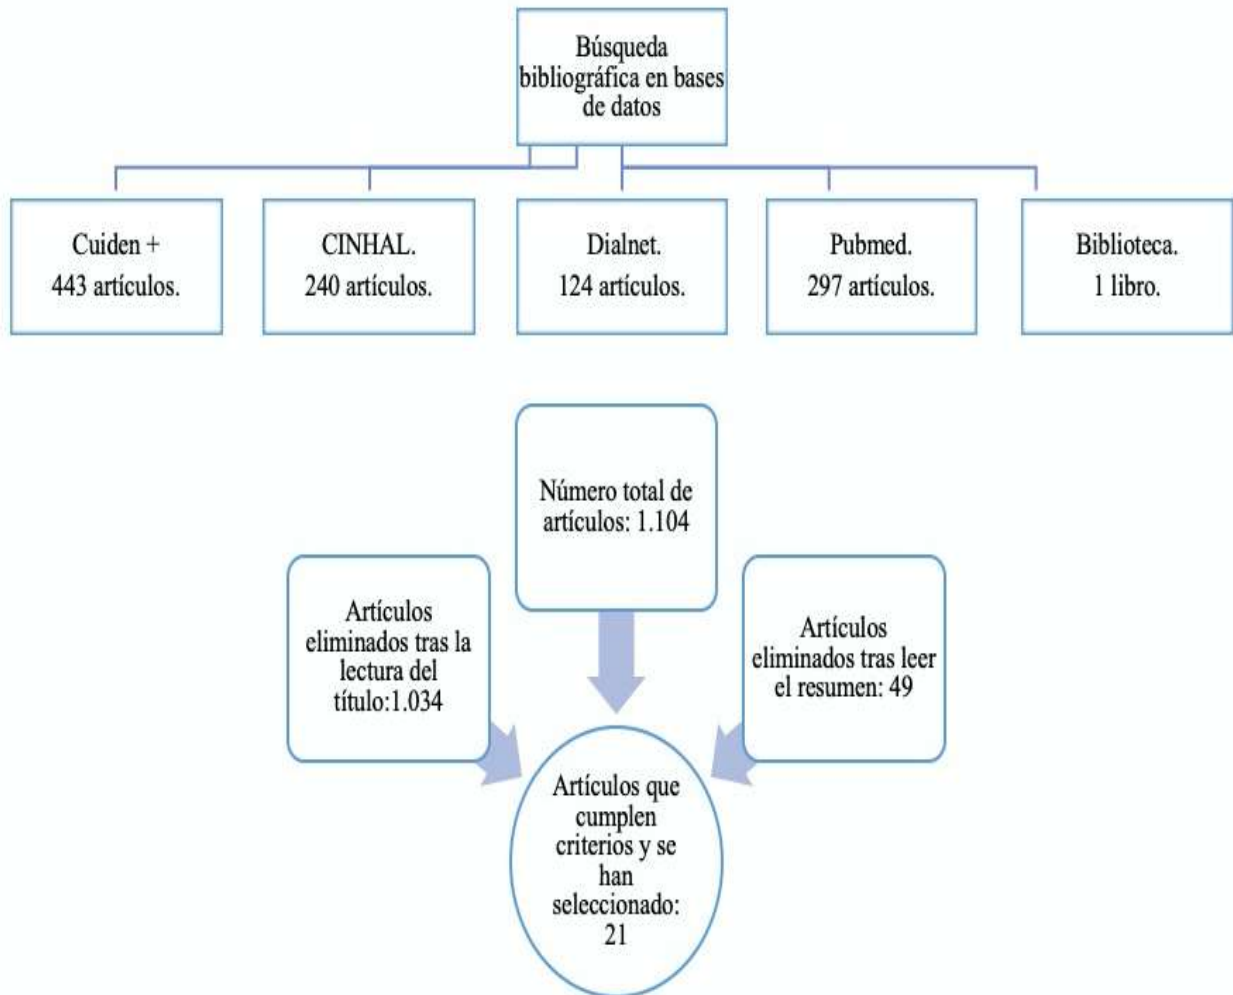 Búsqueda
bibliográfica en bases
de datos
Cuiden +
443 artículos.
CINHAL.
240 artículos.
Dialnet.
124 artículos.
Pubmed.
297 artículos.
Biblioteca.
1 libro.
Número total de
artículos: 1.104
Artículos
eliminados tras la
lectura del
título:1.034
Artículos
eliminados tras leer
el resumen: 49
Artículos que
cumplen
criterios y se
han
seleccionado:
21